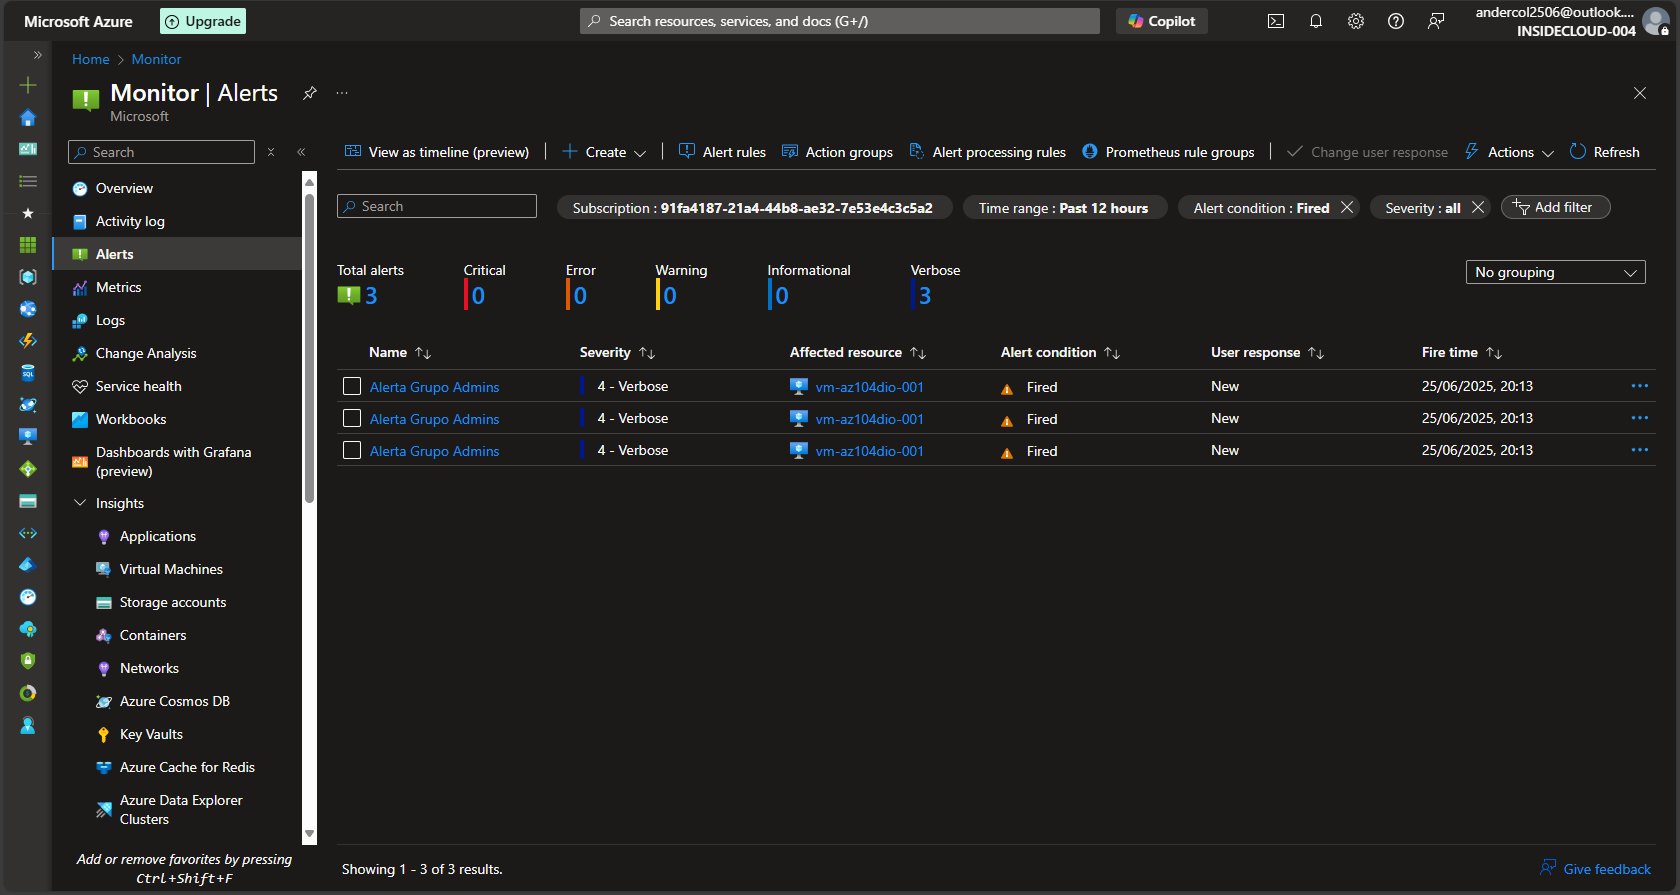 Microsoft Azure
Upgrade
Search resources, services, and docs (G+/)
Copilot
andercol2506@outlook....
INSIDECLOUD-004
Home > Monitor
Monitor | Alerts
...
Microsoft
Search
View as timeline (preview)
Create
Alert rules
Action groups
Alert processing rules
Prometheus rule groups
Change user response
Actions
Refresh
Overview
Activity log
Alerts
Metrics
Logs
Change Analysis
Service health
Workbooks
Dashboards with Grafana
(preview)
Insights
Applications
Virtual Machines
Storage accounts
Containers
Networks
Azure Cosmos DB
Key Vaults
Azure Cache for Redis
Azure Data Explorer
Clusters
Add or remove favorites by pressing
Ctrl+Shift+F
Search
Subscription : 91fa4187-21a4-44b8-ae32-7e53e4c3c5a2
Time range : Past 12 hours
Alert condition : Fired
Severity : all
Add filter
Total alerts Critical Error Warning Informational Verbose
3 0 0 0 0 3
No grouping
Name Severity Affected resource Alert condition User response Fire time
Alerta Grupo Admins 4 - Verbose vm-az104dio-001 Fired New 25/06/2025, 20:13
Alerta Grupo Admins 4 - Verbose vm-az104dio-001 Fired New 25/06/2025, 20:13
Alerta Grupo Admins 4 - Verbose vm-az104dio-001 Fired New 25/06/2025, 20:13
Showing 1 - 3 of 3 results.
Give feedback